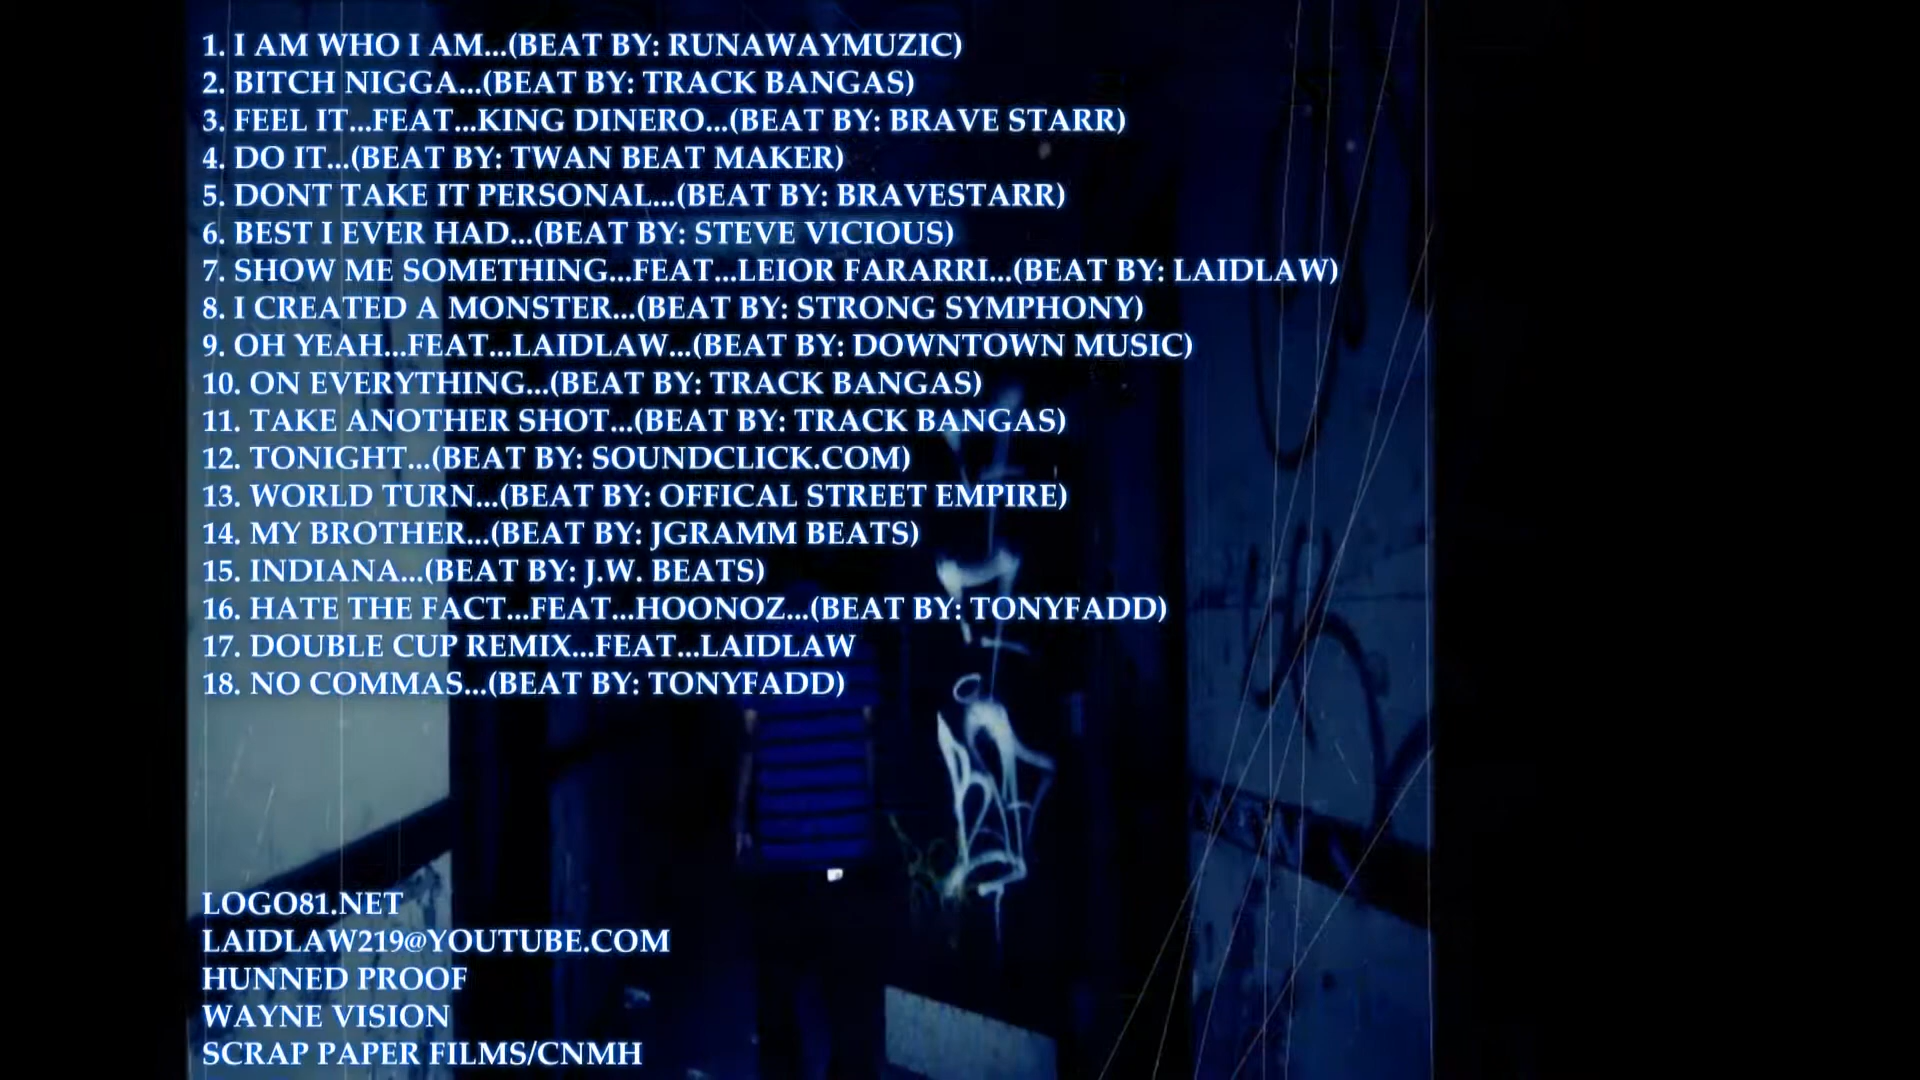 1. I AM WHO I AM...(BEAT BY: RUNAWAYMUZIC)
2. BITCH NIGGA...(BEAT BY: TRACK BANGAS)
3. FEEL IT...FEAT...KING DINERO...(BEAT BY: BRAVE STARR)
4. DO IT...(BEAT BY: TWAN BEAT MAKER)
5. DONT TAKE IT PERSONAL...(BEAT BY: BRAVESTARR)
6. BEST I EVER HAD...(BEAT BY: STEVE VICIOUS)
7. SHOW ME SOMETHING...FEAT...LEIOR FARARRI...(BEAT BY: LAIDLAW)
8. I CREATED A MONSTER...(BEAT BY: STRONG SYMPHONY)
9. OH YEAH...FEAT...LAIDLAW...(BEAT BY: DOWNTOWN MUSIC)
10. ON EVERYTHING...(BEAT BY: TRACK BANGAS)
11. TAKE ANOTHER SHOT...(BEAT BY: TRACK BANGAS)
12. TONIGHT...(BEAT BY: SOUNDCLICK.COM)
13. WORLD TURN...(BEAT BY: OFFICAL STREET EMPIRE)
14. MY BROTHER...(BEAT BY: JGRAMM BEATS)
15. INDIANA...(BEAT BY: J.W. BEATS)
16. HATE THE FACT...FEAT...HOONOZ...(BEAT BY: TONYFADD)
17. DOUBLE CUP REMIX...FEAT...LAIDLAW
18. NO COMMAS...(BEAT BY: TONYFADD)
LOGO81.NET
LAIDLAW219@YOUTUBE.COM
HUNNED PROOF
WAYNE VISION
SCRAP PAPER FILMS/CNMH